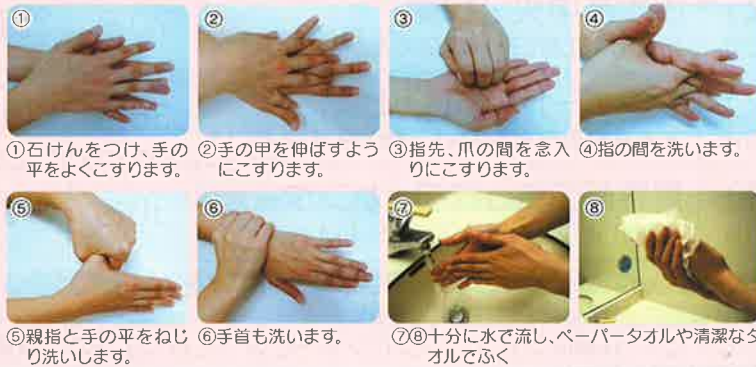 ①
②
③
④
①石けんをつけ、手の
平をよくこすります。
②手の甲を伸ばすよう
にこすります。
③指先、爪の間を念入
りにこすります。
④指の間を洗います。
⑤
⑥
⑦
⑧
⑤親指と手の平をねじ
り洗いします。
⑥手首も洗います。
⑦⑧十分に水で流し、ペーパータオルや清潔なタ
オルでふく